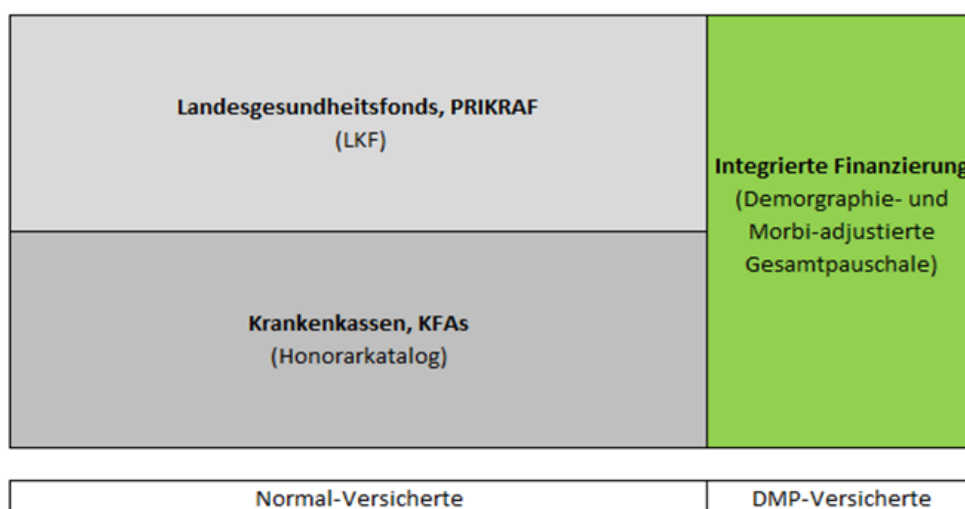 Landesgesundheitsfonds, PRIKRAF
(LKF)
Integrierte Finanzierung
(Demorgraphie- und
Morbi-adjustierte
Gesamtpauschale)
Krankenkassen, KFAs
(Honorarkatalog)
Normal-Versicherte
DMP-Versicherte